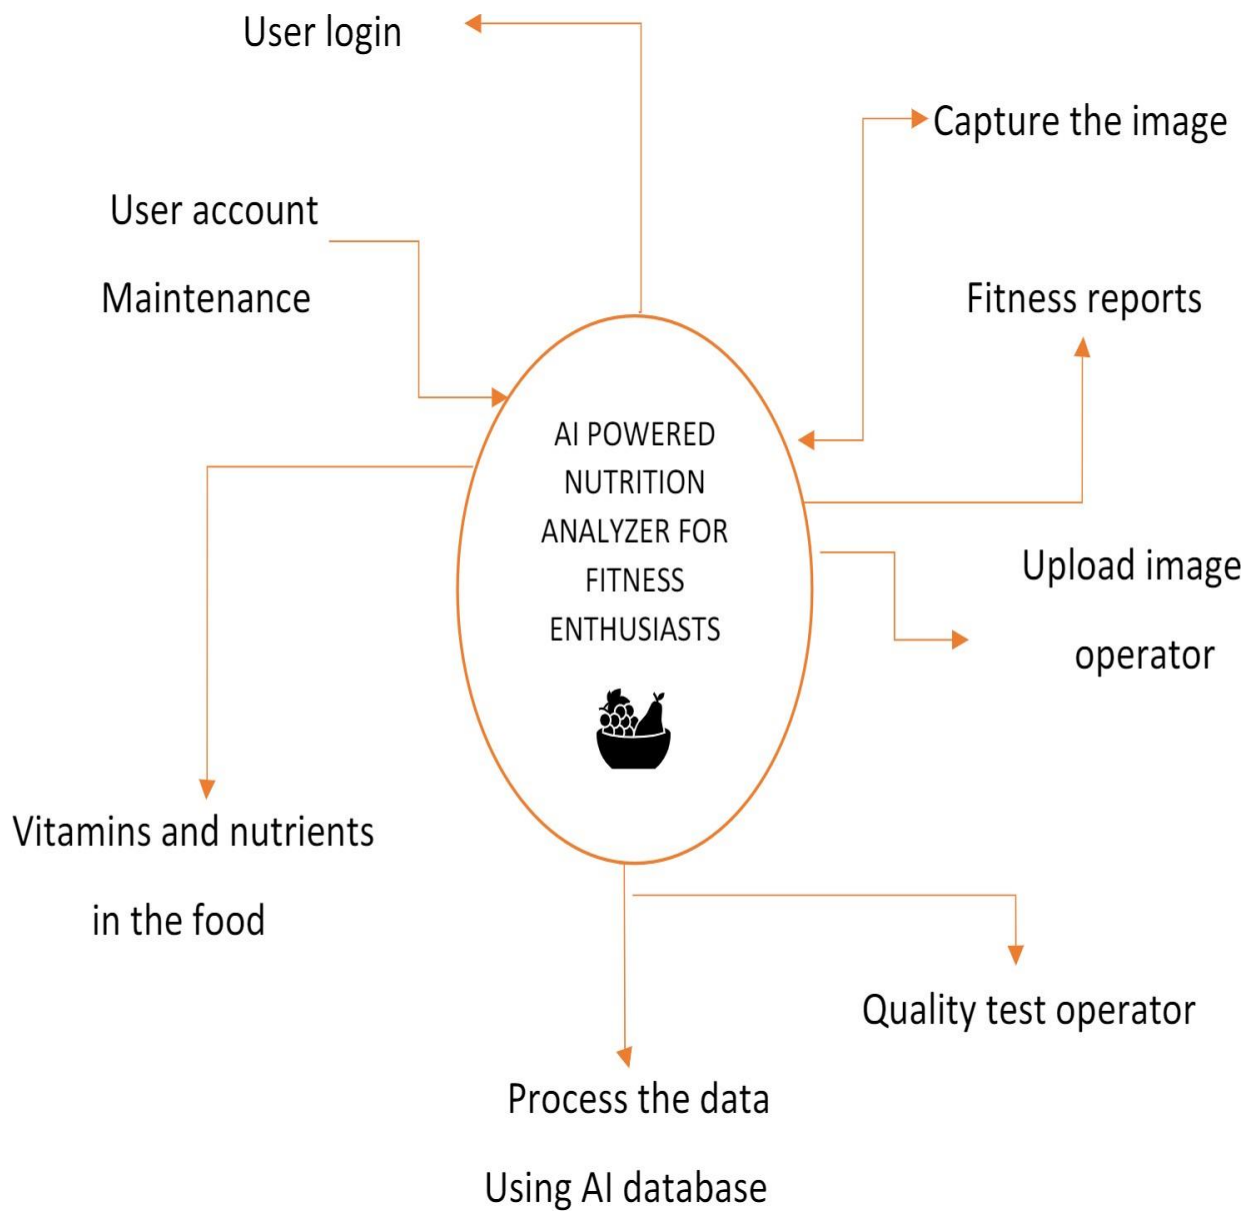 User login
Capture the image
User account
Maintenance
Fitness reports
AI POWERED
NUTRITION
ANALYZER FOR
FITNESS
ENTHUSIASTS
Upload image
operator
Vitamins and nutrients
in the food
Quality test operator
Process the data
Using AI database